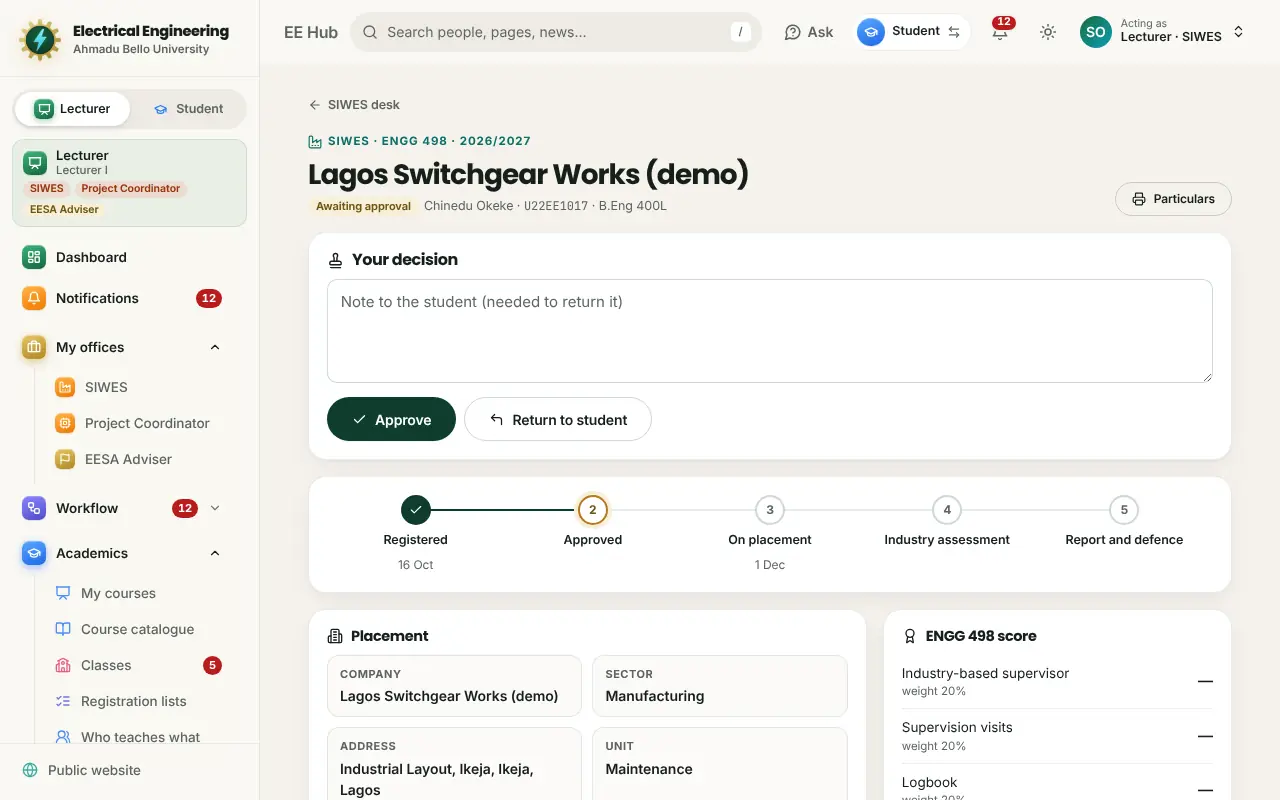 Electrical Engineering
Ahmadu Bello University
EE Hub
Search people, pages, news...
/
Ask
Student
12
SO
Acting as
Lecturer · SIWES
Lecturer
Student
Lecturer
Lecturer I
SIWES
Project Coordinator
EESA Adviser
Dashboard
Notifications
12
My offices
SIWES
Project Coordinator
EESA Adviser
Workflow
12
Academics
My courses
Course catalogue
Classes
5
Registration lists
Who teaches what
Public website
SIWES desk
SIWES · ENGG 498 · 2026/2027
Lagos Switchgear Works (demo)
Awaiting approval
Chinedu Okeke · U22EE1017 · B.Eng 400L
Particulars
Your decision
Note to the student (needed to return it)
Approve
Return to student
Registered
16 Oct
2
Approved
3
On placement
1 Dec
4
Industry assessment
5
Report and defence
Placement
COMPANY
Lagos Switchgear Works (demo)
SECTOR
Manufacturing
ADDRESS
Industrial Layout, Ikeja, Ikeja,
Lagos
UNIT
Maintenance
ENGG 498 score
Industry-based supervisor
weight 20%
—
Supervision visits
weight 20%
—
Logbook
weight 20%
—